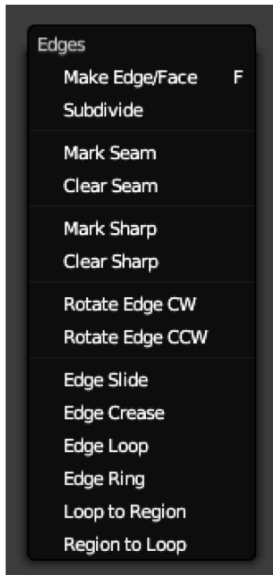 Edges
Make Edge/Face F
Subdivide
Mark Seam
Clear Seam
Mark Sharp
Clear Sharp
Rotate Edge CW
Rotate Edge CCW
Edge Slide
Edge Crease
Edge Loop
Edge Ring
Loop to Region
Region to Loop